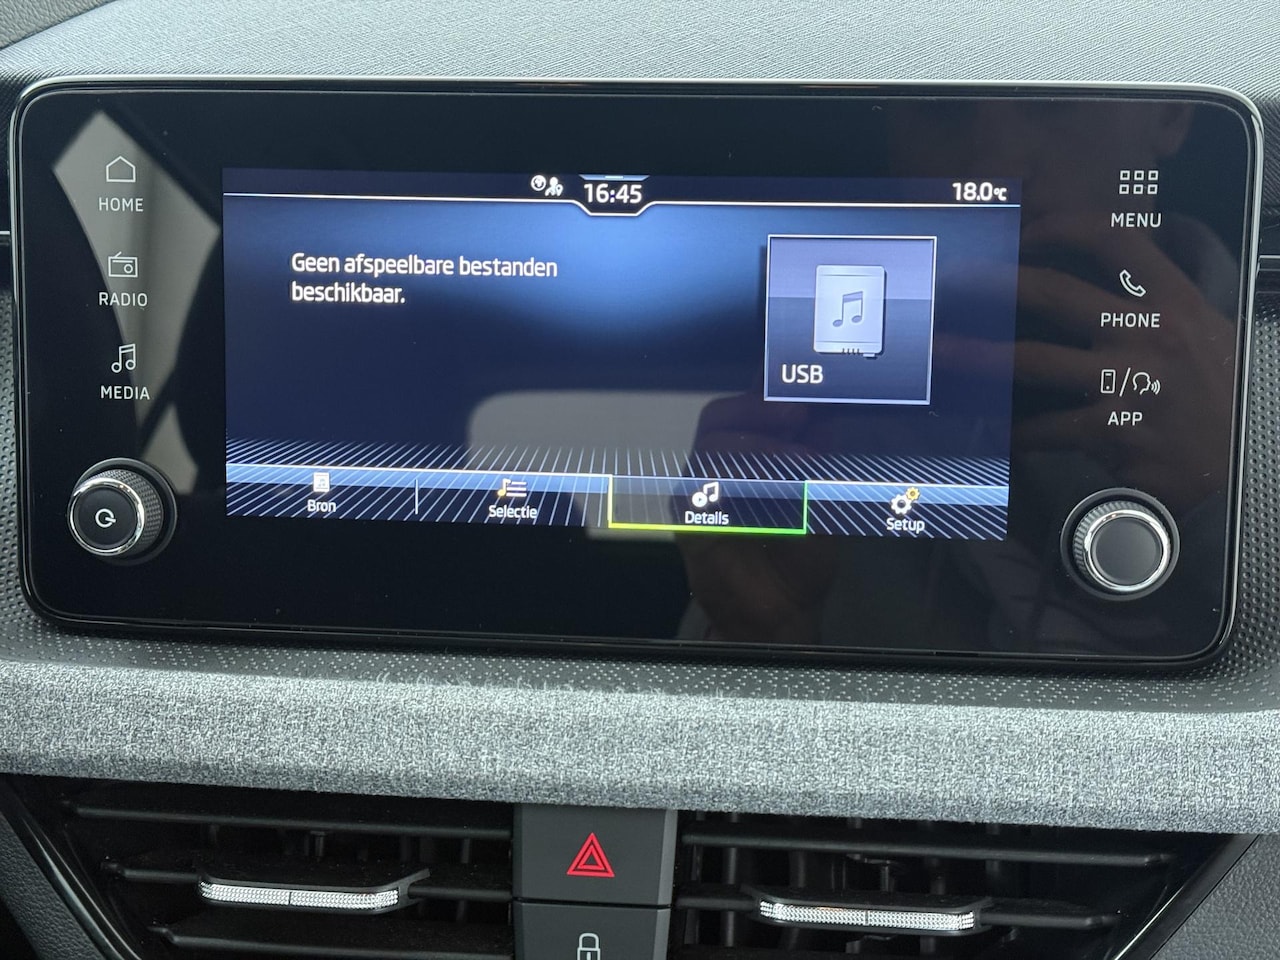 16:45
18.0°C
HOME
RADIO
MEDIA
Geen afspeelbare bestanden
beschikbaar.
USB
MENU
PHONE
APP
Bron
Selectie
Details
Setup